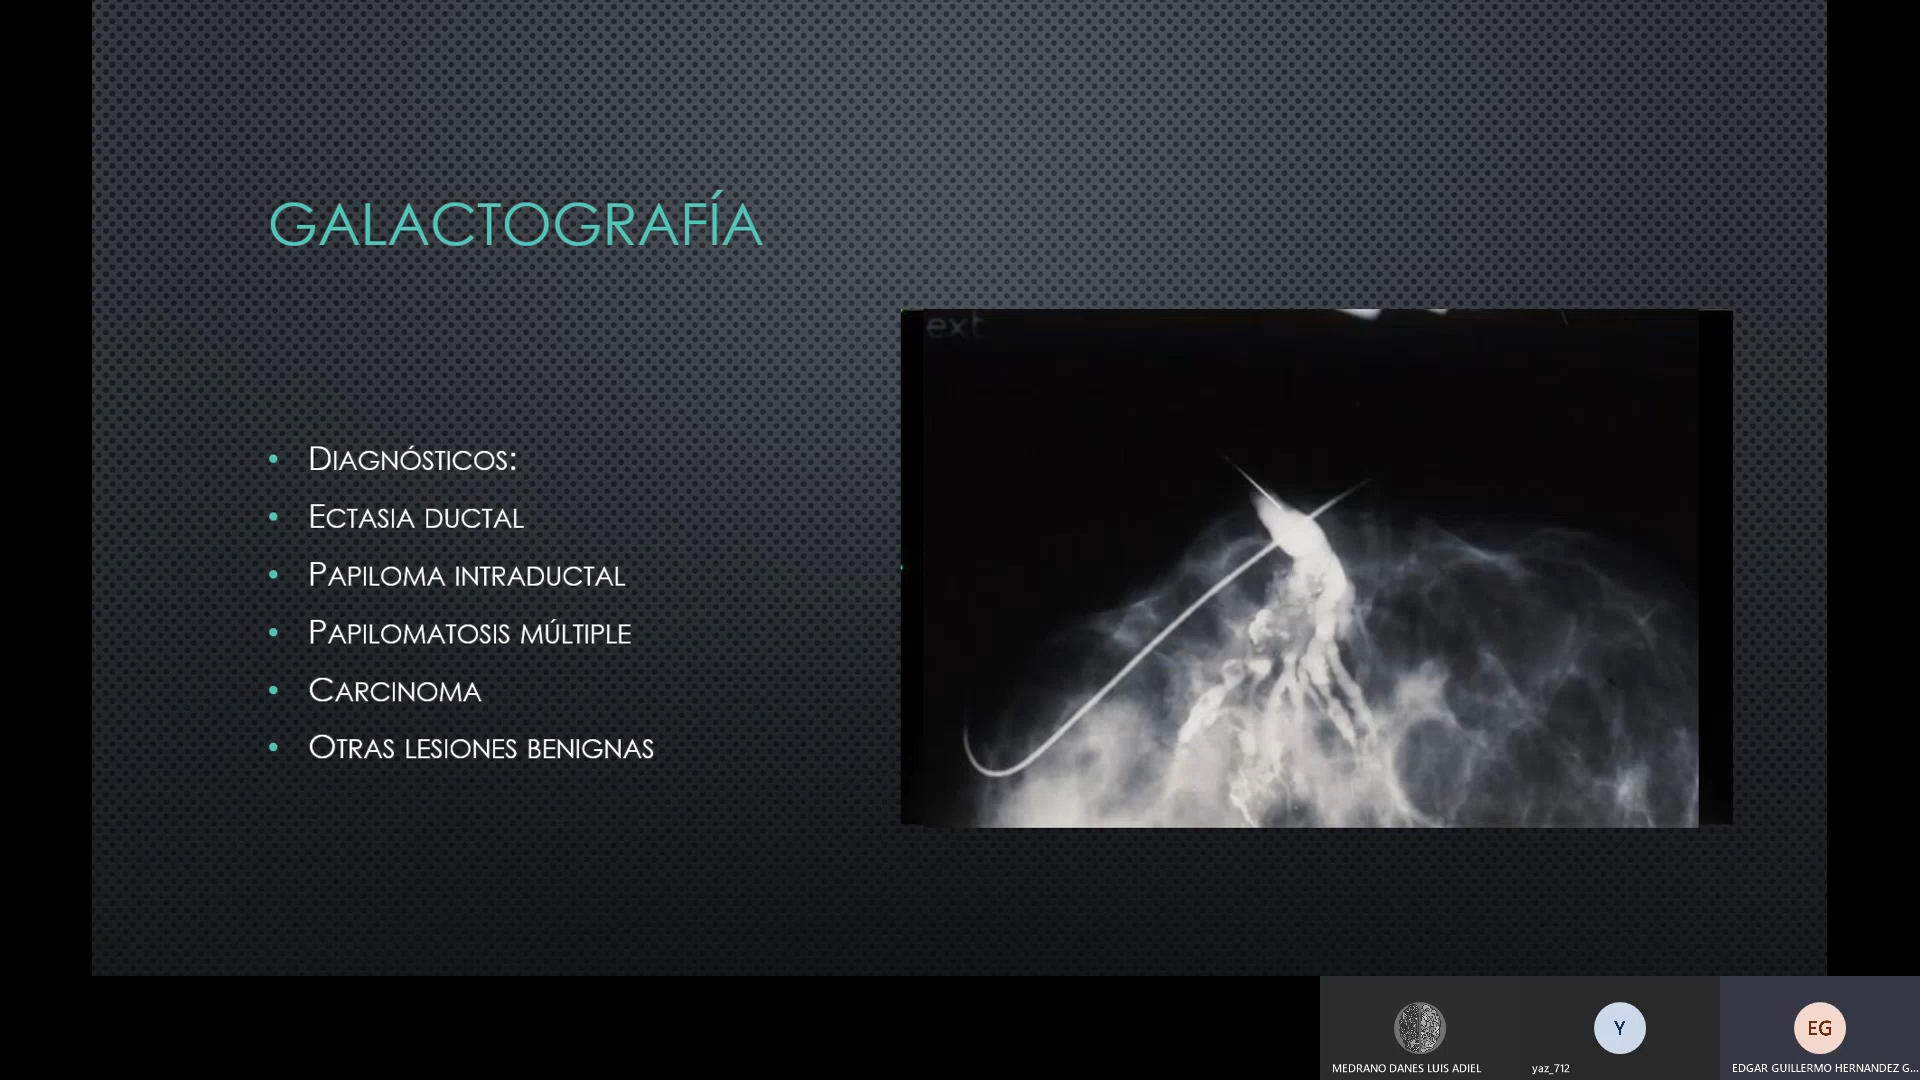 GALACTOGRAFÍA
ext
• DIAGNÓSTICOS:
• ECTASIA DUCTAL
• PAPILOMA INTRADUCTAL
• PAPILOMATOSIS MÚLTIPLE
• CARCINOMA
• OTRAS LESIONES BENIGNAS
Y
EG
MEDRANO DANES LUIS ADIEL
yaz_712
EDGAR GUILLERMO HERNANDEZ G...